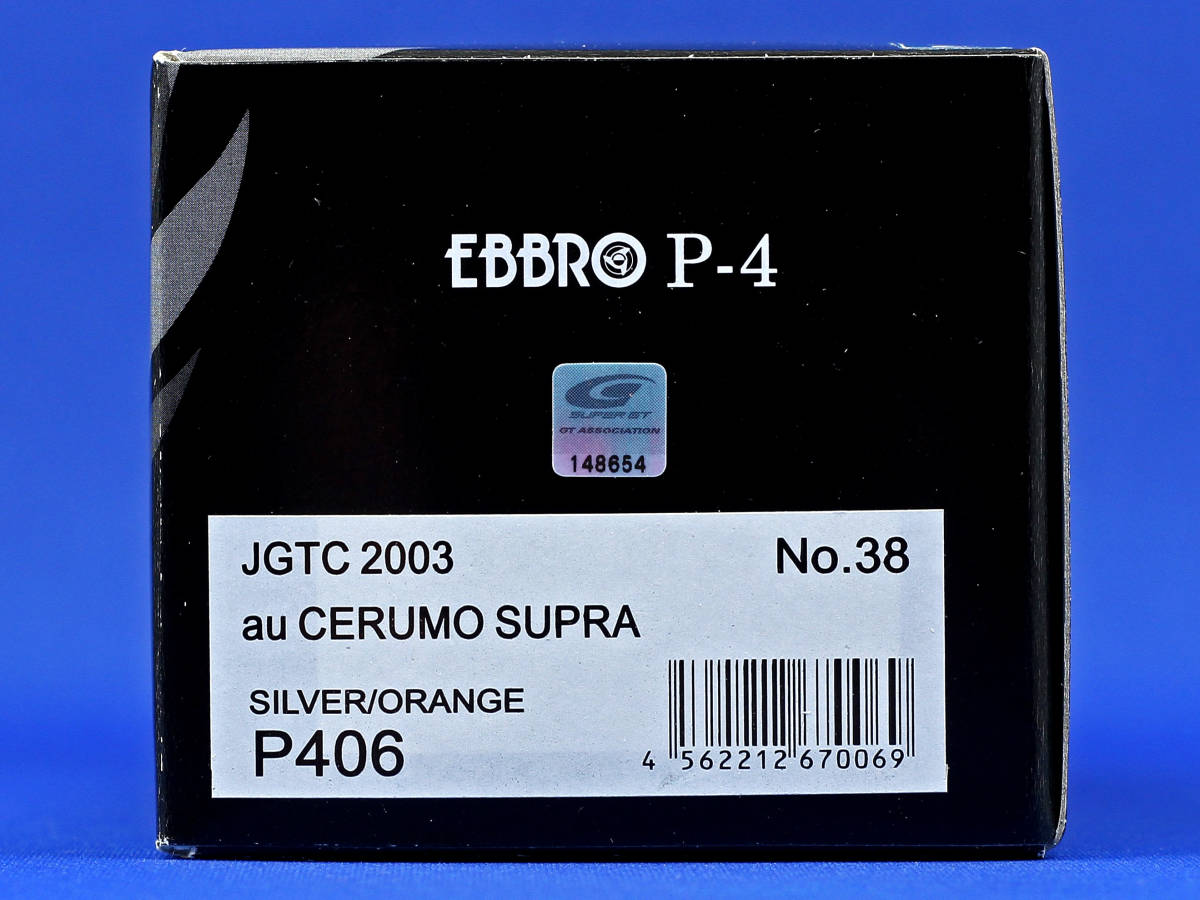 EBBRO P-4
SUPER GT
GT ASSOCIATION
148654
JGTC 2003 No.38
au CERUMO SUPRA
SILVER/ORANGE
P406
4 562212 670069